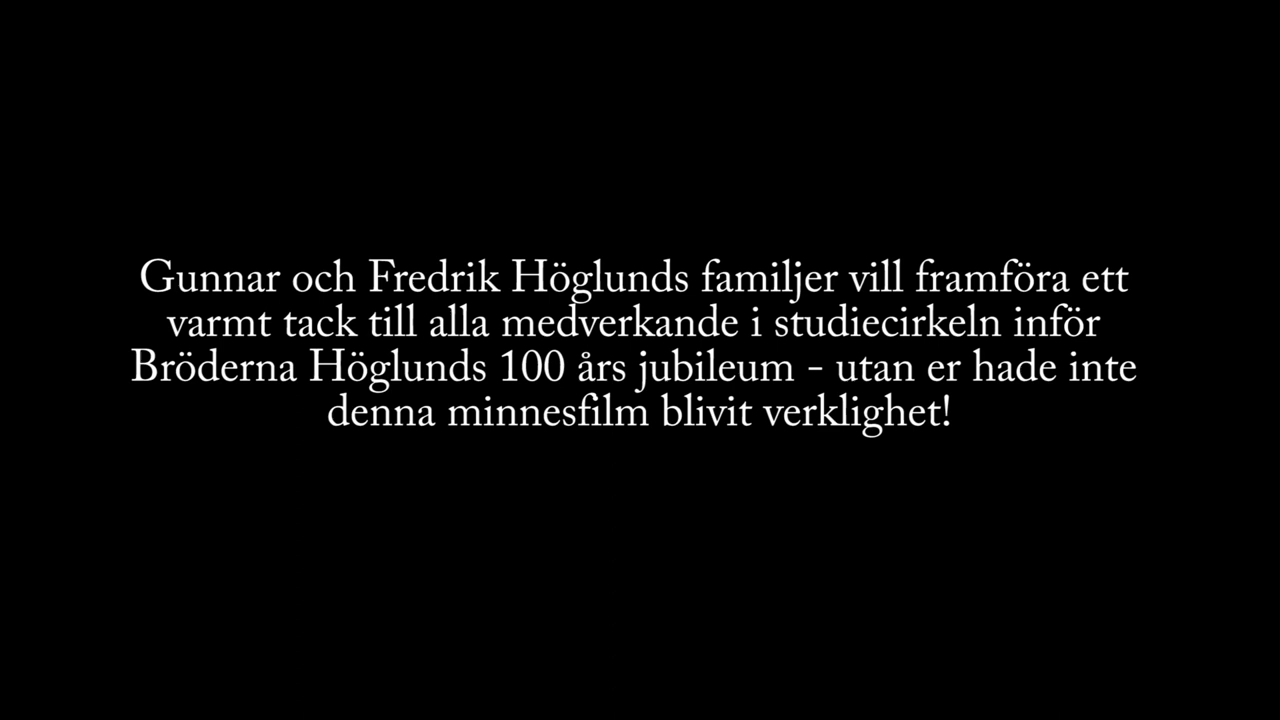 Gunnar och Fredrik Höglunds familjer vill framföra ett
varmt tack till alla medverkande i studiecirkeln inför
Bröderna Höglunds 100 års jubileum - utan er hade inte
denna minnesfilm blivit verklighet!